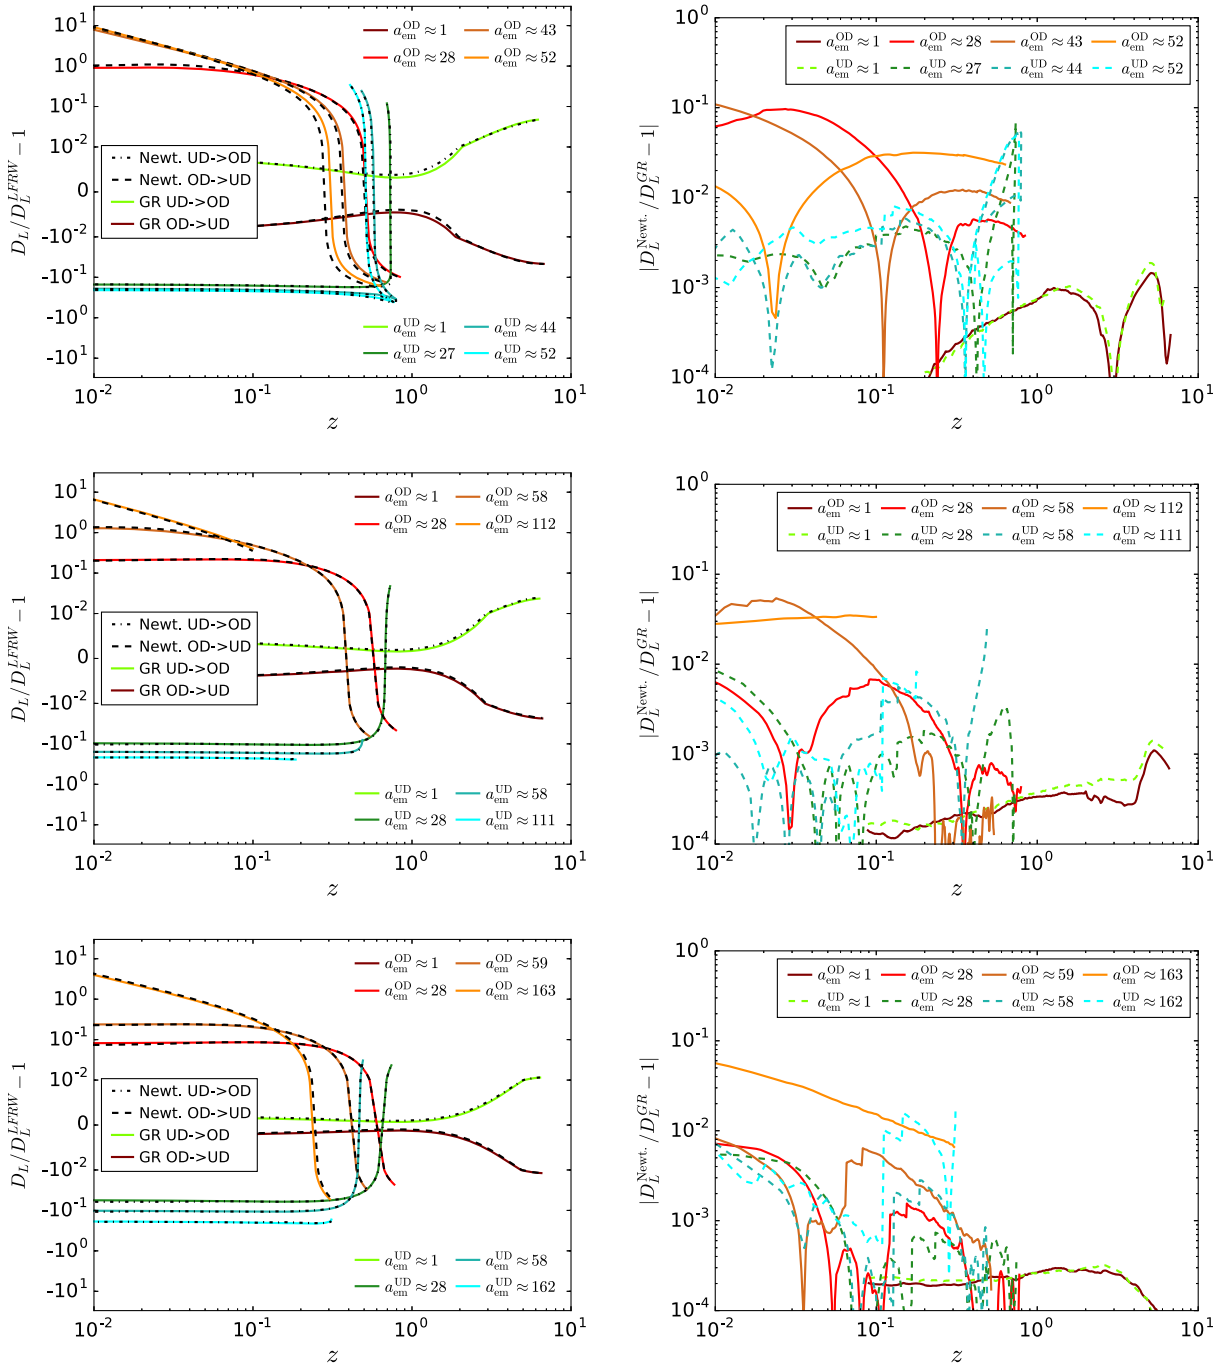 10^1
10^0
10^-1
10^-2
0
-10^-2
-10^-1
-10^0
-10^1
D_L/D_L^{LFRW} − 1
a_em^OD ≈ 1 a_em^OD ≈ 43
a_em^OD ≈ 28 a_em^OD ≈ 52
Newt. UD->OD
Newt. OD->UD
GR UD->OD
GR OD->UD
a_em^UD ≈ 1 a_em^UD ≈ 44
a_em^UD ≈ 27 a_em^UD ≈ 52
10^-2 10^-1 10^0 10^1
z
10^0
10^-1
10^-2
10^-3
10^-4
|D_L^{Newt.}/D_L^{GR} − 1|
a_em^OD ≈ 1 a_em^OD ≈ 28 a_em^OD ≈ 43 a_em^OD ≈ 52
a_em^UD ≈ 1 a_em^UD ≈ 27 a_em^UD ≈ 44 a_em^UD ≈ 52
10^-2 10^-1 10^0 10^1
z
10^1
10^0
10^-1
10^-2
0
-10^-2
-10^-1
-10^0
-10^1
D_L/D_L^{LFRW} − 1
a_em^OD ≈ 1 a_em^OD ≈ 58
a_em^OD ≈ 28 a_em^OD ≈ 112
Newt. UD->OD
Newt. OD->UD
GR UD->OD
GR OD->UD
a_em^UD ≈ 1 a_em^UD ≈ 58
a_em^UD ≈ 28 a_em^UD ≈ 111
10^-2 10^-1 10^0 10^1
z
10^0
10^-1
10^-2
10^-3
10^-4
|D_L^{Newt.}/D_L^{GR} − 1|
a_em^OD ≈ 1 a_em^OD ≈ 28 a_em^OD ≈ 58 a_em^OD ≈ 112
a_em^UD ≈ 1 a_em^UD ≈ 28 a_em^UD ≈ 58 a_em^UD ≈ 111
10^-2 10^-1 10^0 10^1
z
10^1
10^0
10^-1
10^-2
0
-10^-2
-10^-1
-10^0
-10^1
D_L/D_L^{LFRW} − 1
a_em^OD ≈ 1 a_em^OD ≈ 59
a_em^OD ≈ 28 a_em^OD ≈ 163
Newt. UD->OD
Newt. OD->UD
GR UD->OD
GR OD->UD
a_em^UD ≈ 1 a_em^UD ≈ 58
a_em^UD ≈ 28 a_em^UD ≈ 162
10^-2 10^-1 10^0 10^1
z
10^0
10^-1
10^-2
10^-3
10^-4
|D_L^{Newt.}/D_L^{GR} − 1|
a_em^OD ≈ 1 a_em^OD ≈ 28 a_em^OD ≈ 59 a_em^OD ≈ 163
a_em^UD ≈ 1 a_em^UD ≈ 28 a_em^UD ≈ 58 a_em^UD ≈ 162
10^-2 10^-1 10^0 10^1
z